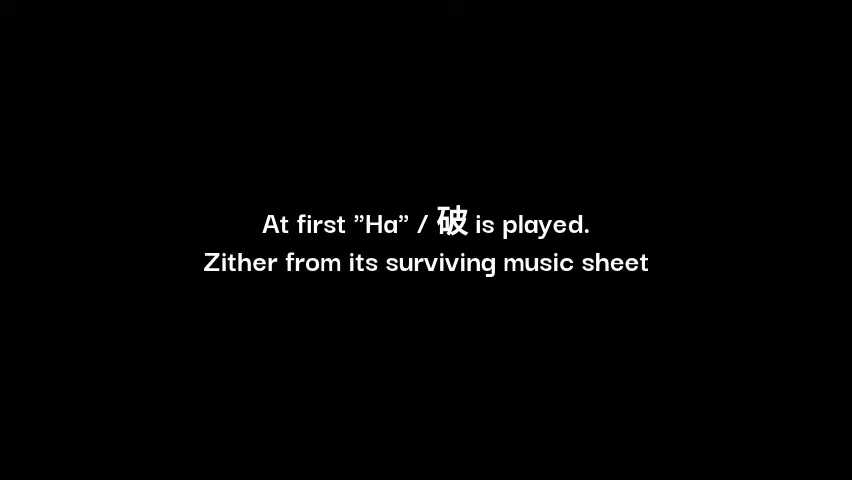 At first ”Ha” / 破 is played.
Zither from its surviving music sheet